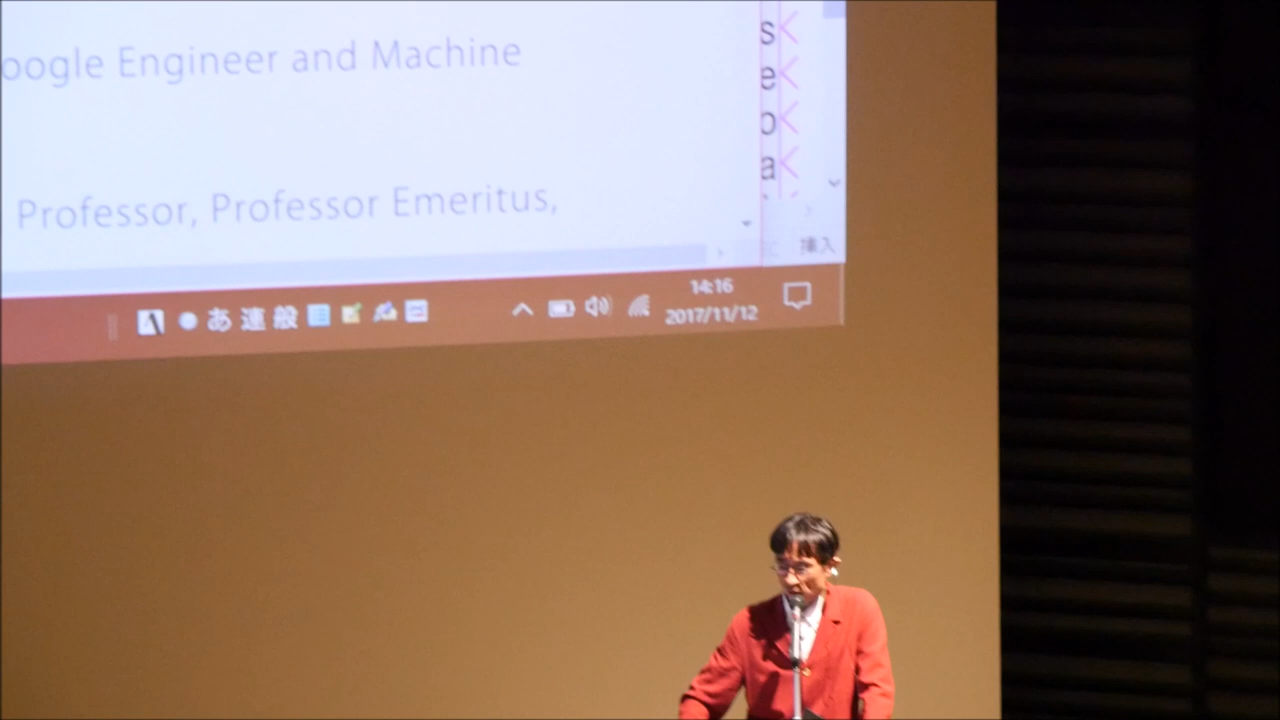 oogle Engineer and Machine
Professor, Professor Emeritus,
s
e
o
a
挿入
あ 連 般
14:16
2017/11/12